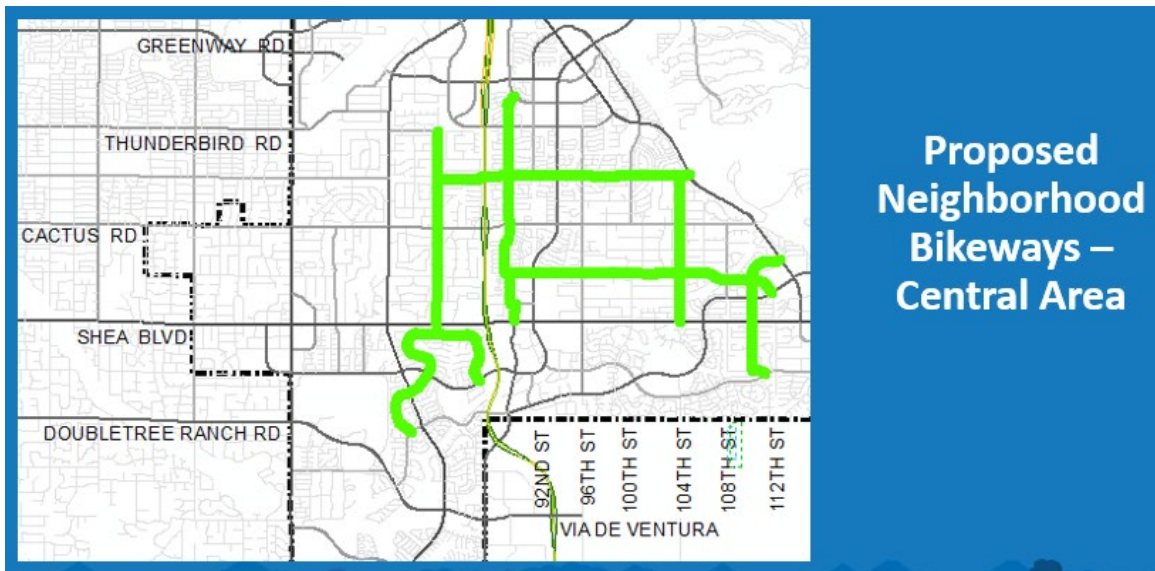 GREENWAY RD
THUNDERBIRD RD
CACTUS RD
SHEA BLVD
DOUBLETREE RANCH RD
92ND ST
96TH ST
100TH ST
104TH ST
108TH ST
112TH ST
VIA DE VENTURA
Proposed
Neighborhood
Bikeways –
Central Area